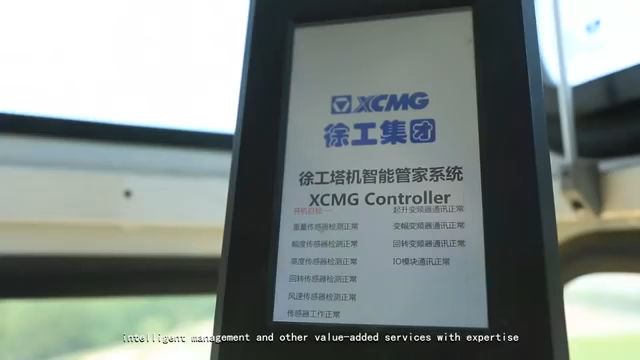 XCMG
徐工集团
徐工塔机智能管家系统
XCMG Controller
开机自检
重量传感器检测正常
幅度传感器检测正常
高度传感器检测正常
回转传感器检测正常
风速传感器检测正常
传感器工作正常
起升变频器通讯正常
变幅变频器通讯正常
回转变频器通讯正常
IO模块通讯正常
intelligent management and other value-added services with expertise